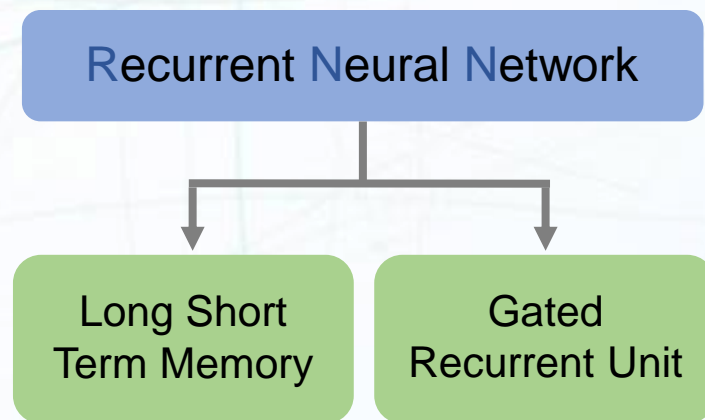 Recurrent Neural Network
Long Short
Term Memory
Gated
Recurrent Unit